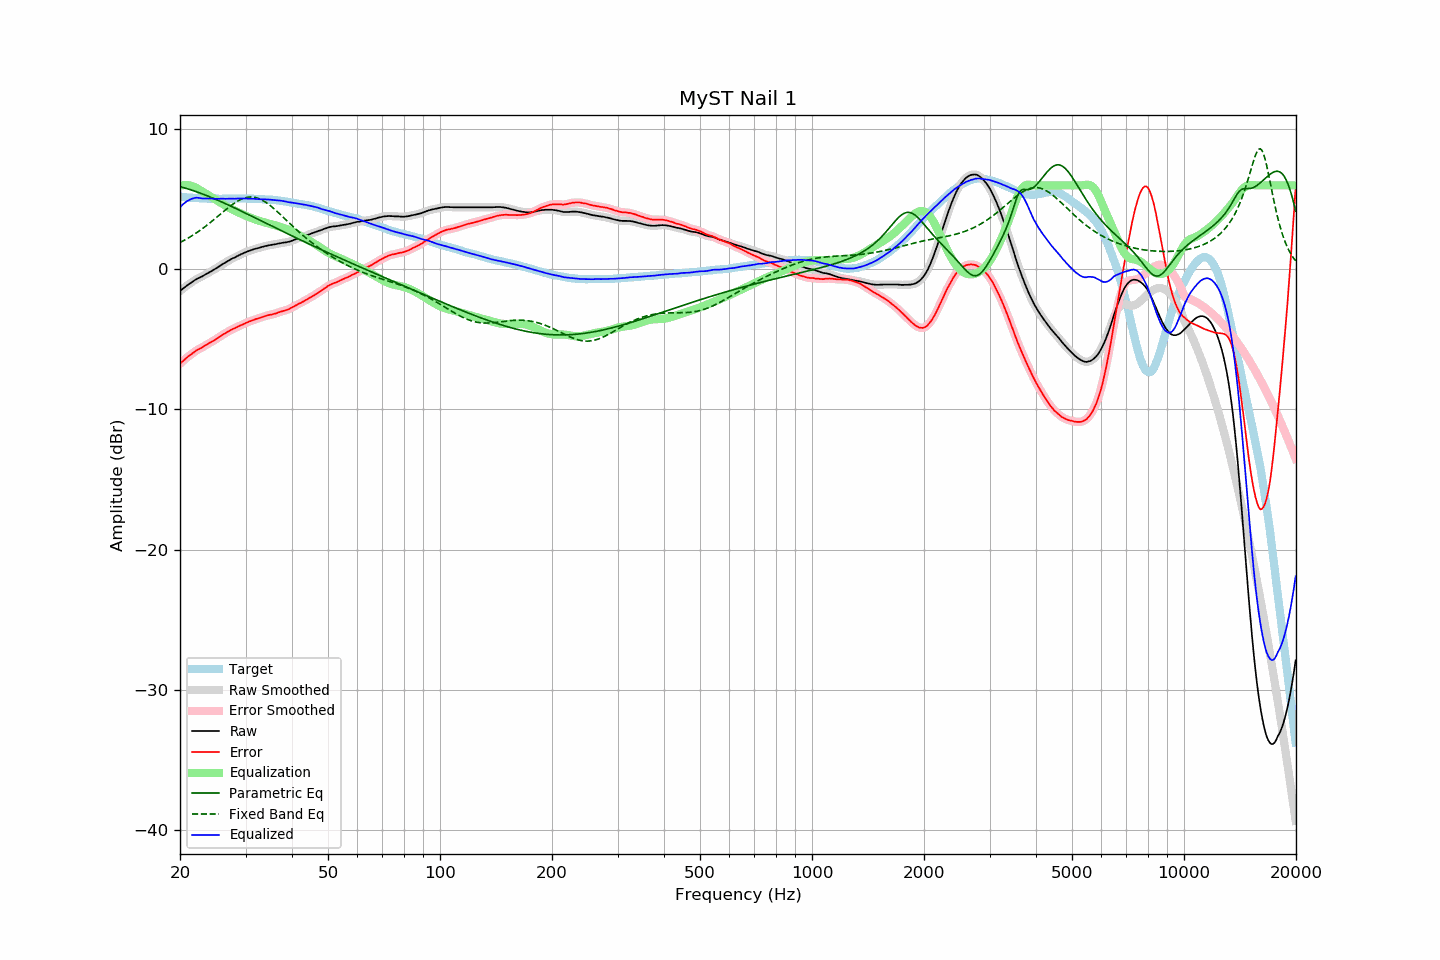 MyST Nail 1
10
0
−10
−20
−30
−40
Amplitude (dBr)
Target
Raw Smoothed
Error Smoothed
Raw
Error
Equalization
Parametric Eq
Fixed Band Eq
Equalized
20 50 100 200 500 1000 2000 5000 10000 20000
Frequency (Hz)